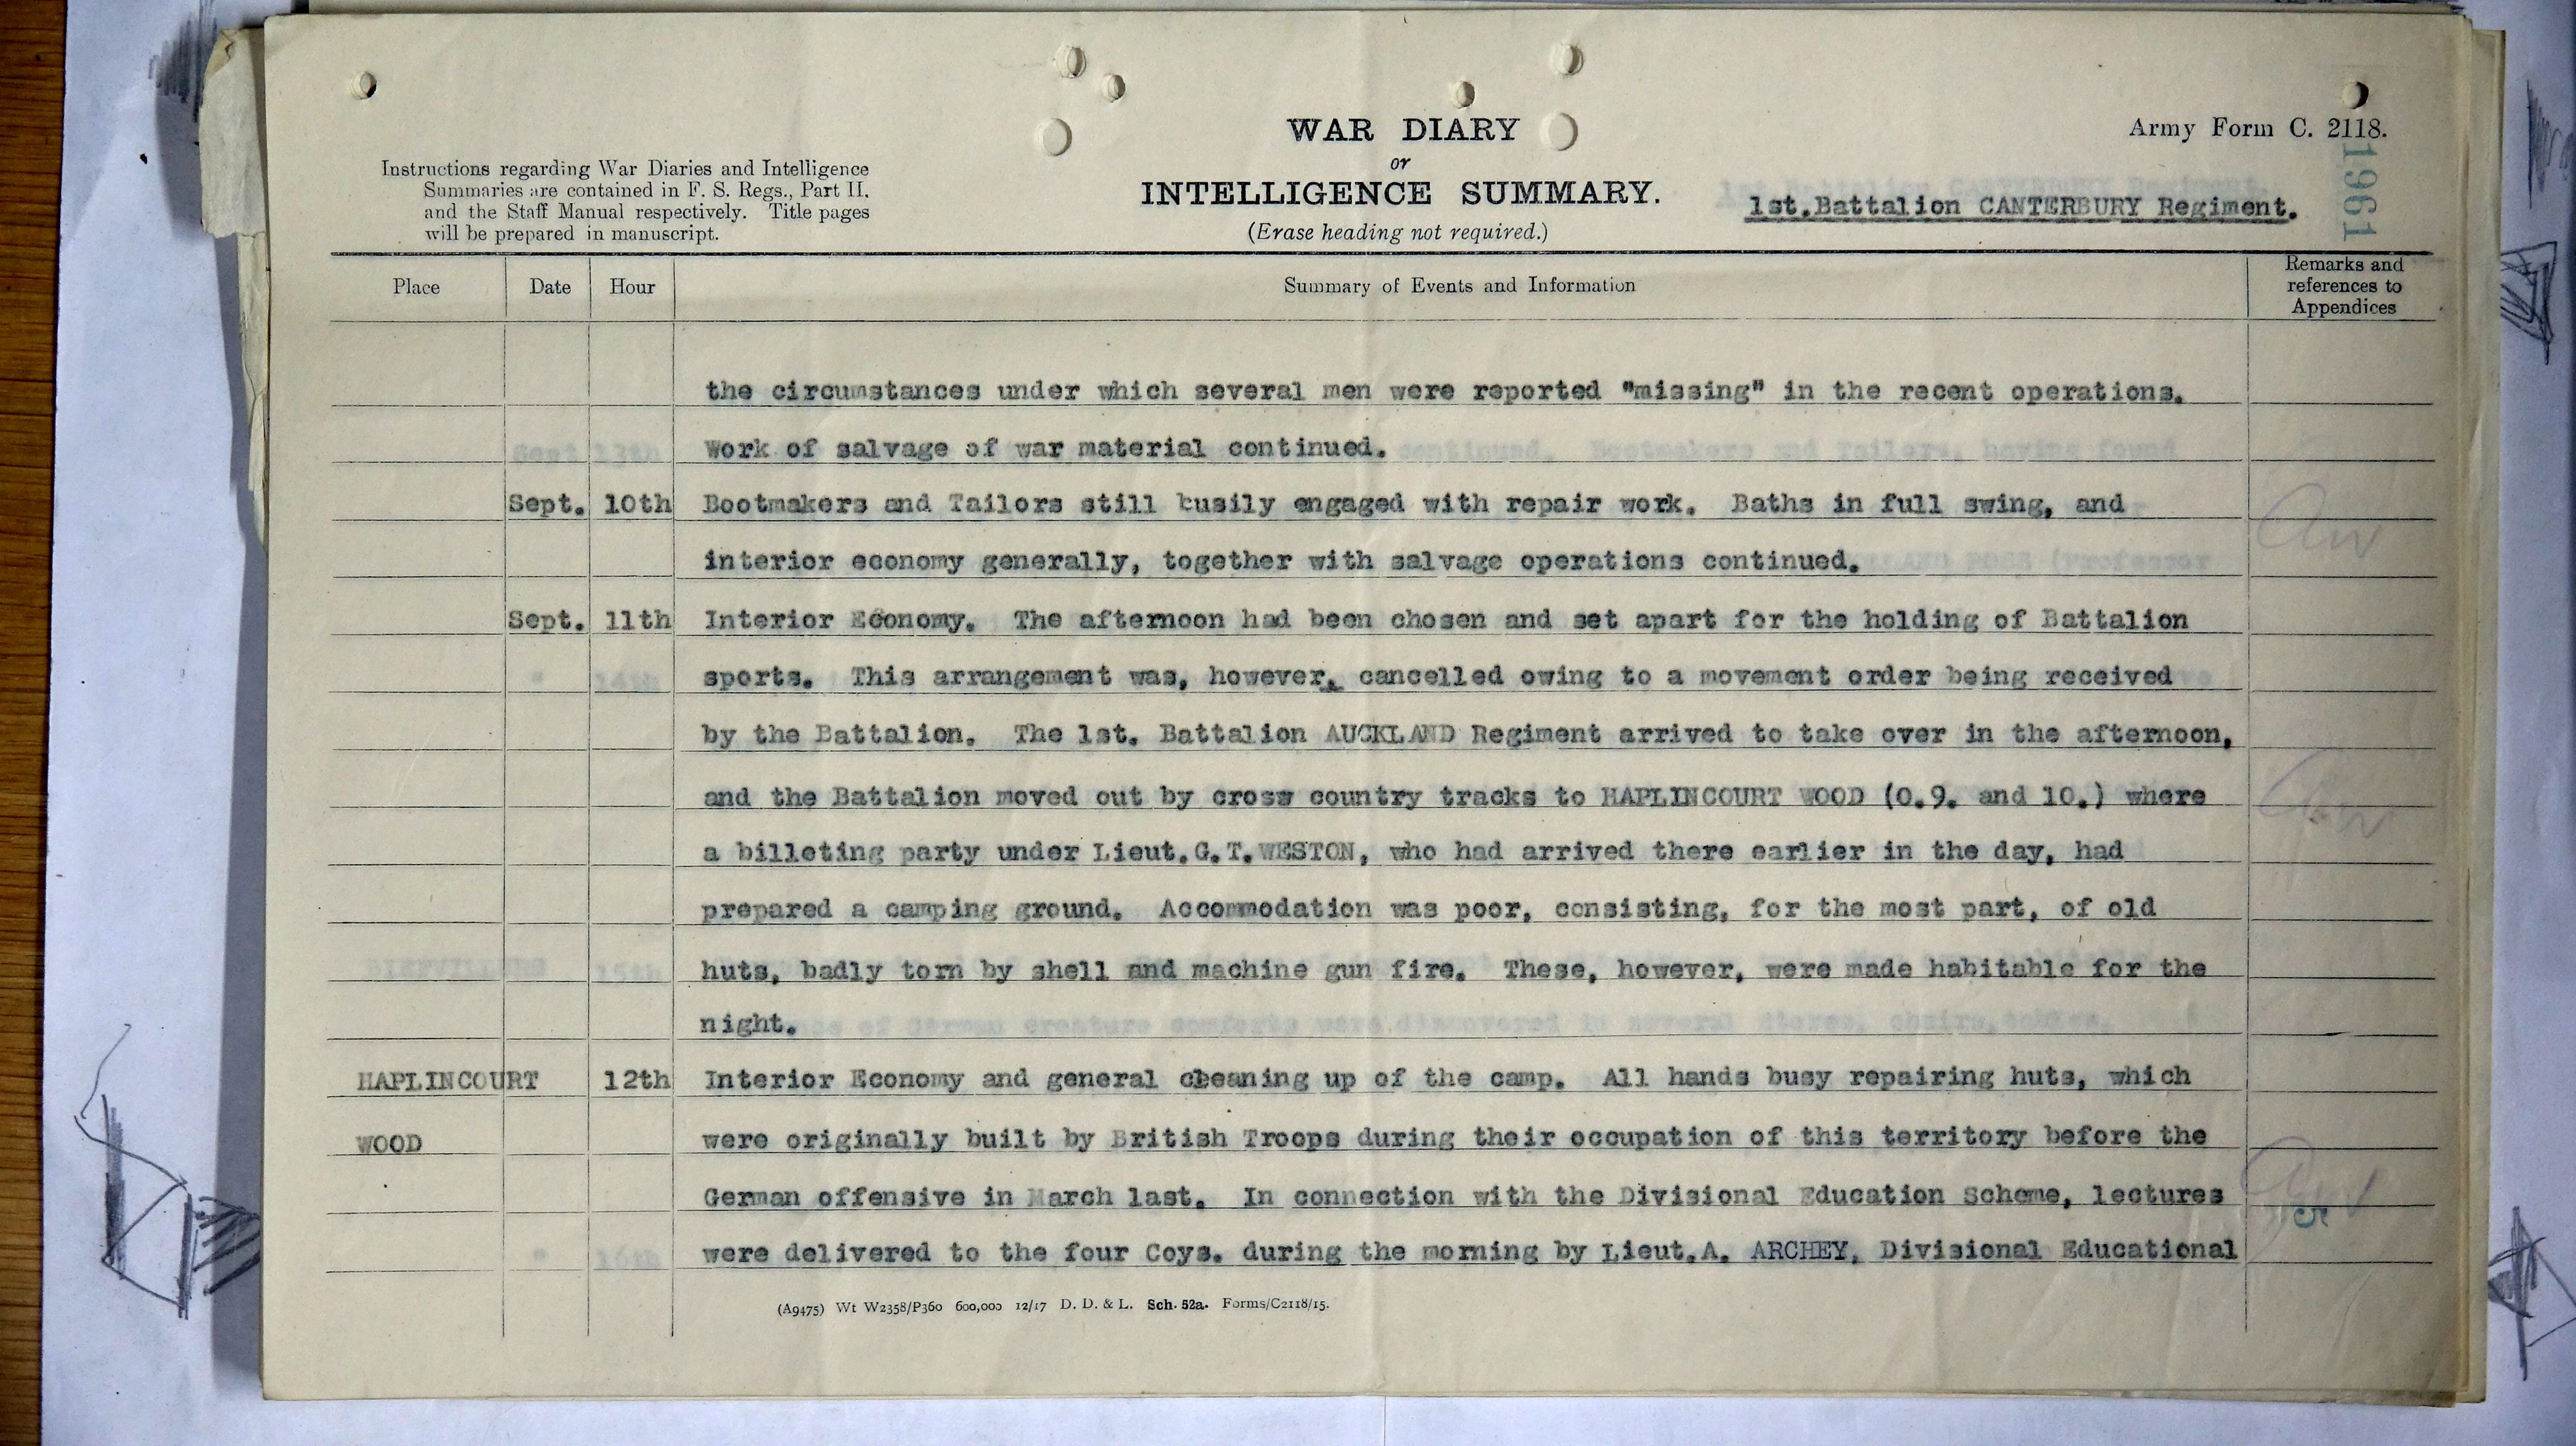 WAR DIARY
or
INTELLIGENCE SUMMARY.
(Erase heading not required.)
Army Form C. 2118.
1961
Instructions regarding War Diaries and Intelligence
Summaries are contained in F. S. Regs., Part II.
and the Staff Manual respectively. Title pages
will be prepared in manuscript.
1st.Battalion CANTERBURY Regiment.
Place Date Hour Summary of Events and Information Remarks and references to Appendices
the circumstances under which several men were reported "missing" in the recent operations.
Work of salvage of war material continued.
Sept. 10th Bootmakers and Tailors still busily engaged with repair work. Baths in full swing, and
interior economy generally, together with salvage operations continued.
Sept. 11th Interior Economy. The afternoon had been chosen and set apart for the holding of Battalion
sports. This arrangement was, however, cancelled owing to a movement order being received
by the Battalion. The 1st. Battalion AUCKLAND Regiment arrived to take over in the afternoon,
and the Battalion moved out by cross country tracks to HAPLINCOURT WOOD (O.9. and 10.) where
a billeting party under Lieut.G.T.WESTON, who had arrived there earlier in the day, had
prepared a camping ground. Accommodation was poor, consisting, for the most part, of old
huts, badly torn by shell and machine gun fire. These, however, were made habitable for the
night.
HAPLINCOURT 12th Interior Economy and general cleaning up of the camp. All hands busy repairing huts, which
WOOD were originally built by British Troops during their occupation of this territory before the
German offensive in March last. In connection with the Divisional Education Scheme, lectures
were delivered to the four Coys. during the morning by Lieut.A. ARCHEY, Divisional Educational
5
(A9475) Wt W2358/P360 600,000 12/17 D. D. & L. Sch. 52a. Forms/C2118/15.